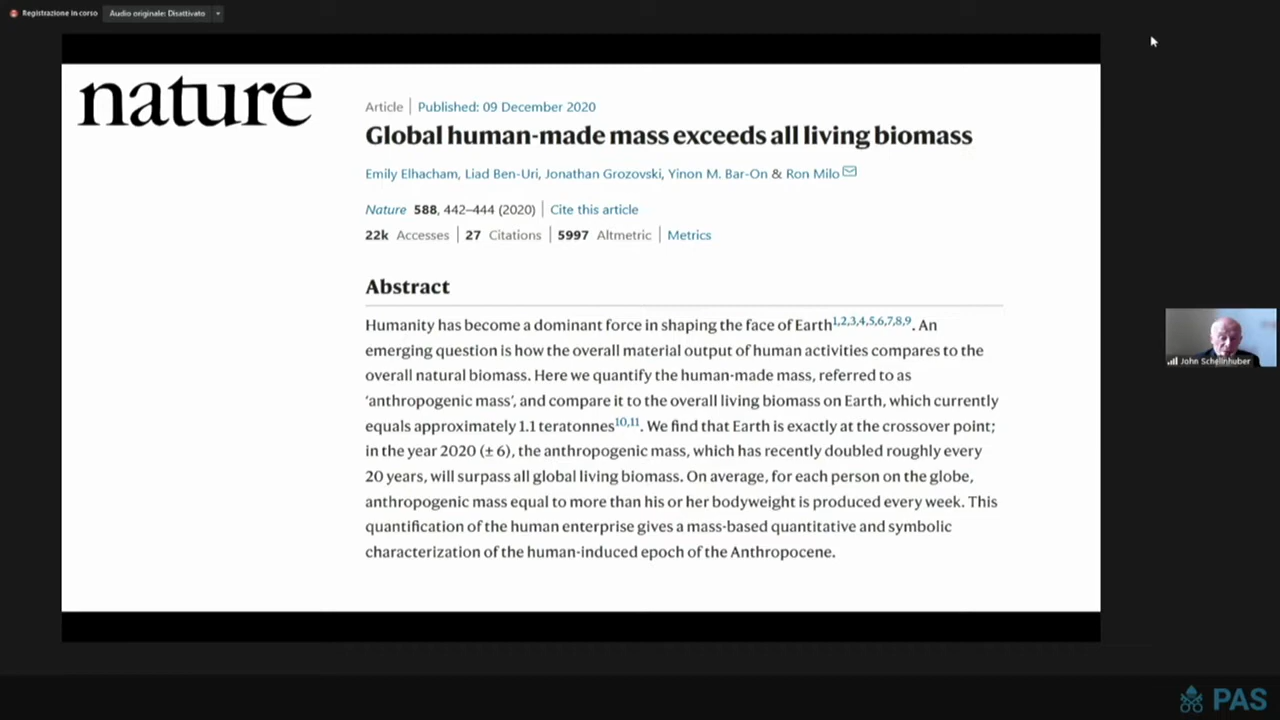 Registrazione in corso
Audio originale: Disattivato
nature
Article | Published: 09 December 2020
Global human-made mass exceeds all living biomass
Emily Elhacham, Liad Ben-Uri, Jonathan Grozovski, Yinon M. Bar-On & Ron Milo
Nature 588, 442–444 (2020) | Cite this article
22k Accesses | 27 Citations | 5997 Altmetric | Metrics
Abstract
Humanity has become a dominant force in shaping the face of Earth1,2,3,4,5,6,7,8,9. An
emerging question is how the overall material output of human activities compares to the
overall natural biomass. Here we quantify the human-made mass, referred to as
‘anthropogenic mass’, and compare it to the overall living biomass on Earth, which currently
equals approximately 1.1 teratonnes10,11. We find that Earth is exactly at the crossover point;
in the year 2020 (± 6), the anthropogenic mass, which has recently doubled roughly every
20 years, will surpass all global living biomass. On average, for each person on the globe,
anthropogenic mass equal to more than his or her bodyweight is produced every week. This
quantification of the human enterprise gives a mass-based quantitative and symbolic
characterization of the human-induced epoch of the Anthropocene.
John Schellnhuber
PAS